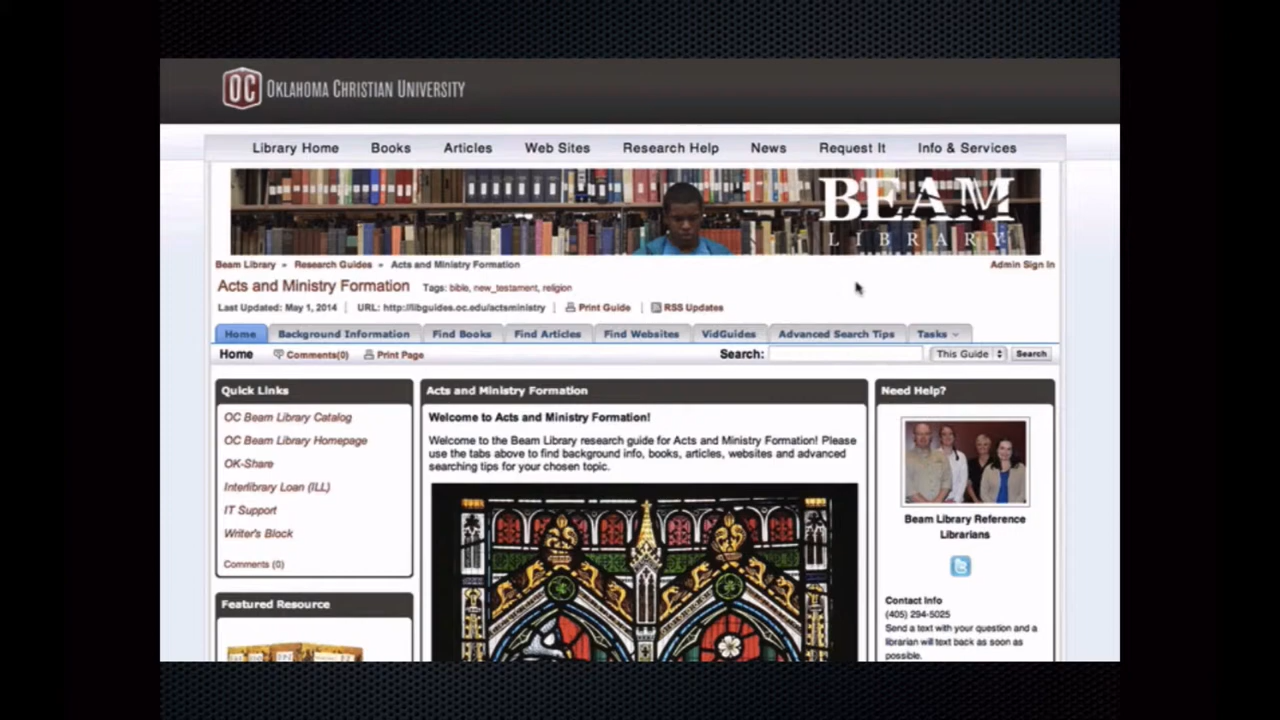 OC OKLAHOMA CHRISTIAN UNIVERSITY
Library Home Books Articles Web Sites Research Help News Request It Info & Services
BEAM
LIBRARY
Beam Library » Research Guides » Acts and Ministry Formation Admin Sign In
Acts and Ministry Formation Tags: bible, new_testament, religion
Last Updated: May 1, 2014 | URL: http://libguides.oc.edu/actsministry | Print Guide | RSS Updates
Home Background Information Find Books Find Articles Find Websites VidGuides Advanced Search Tips Tasks
Home Comments(0) Print Page Search: This Guide Search
Quick Links
OC Beam Library Catalog
OC Beam Library Homepage
OK-Share
Interlibrary Loan (ILL)
IT Support
Writer's Block
Comments (0)
Featured Resource
Acts and Ministry Formation
Welcome to Acts and Ministry Formation!
Welcome to the Beam Library research guide for Acts and Ministry Formation! Please
use the tabs above to find background info, books, articles, websites and advanced
searching tips for your chosen topic.
Need Help?
Beam Library Reference
Librarians
Contact Info
(405) 294-5025
Send a text with your question and a
librarian will text back as soon as
possible.